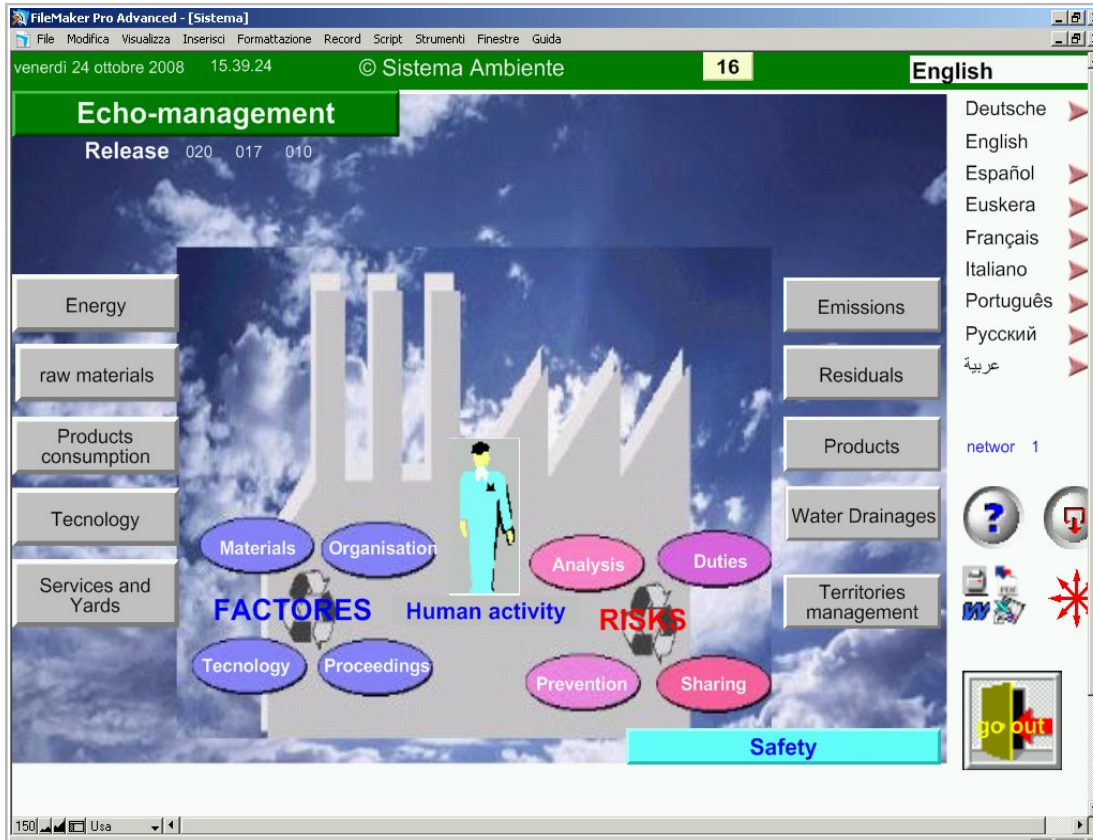 FileMaker Pro Advanced - [Sistema]
File Modifica Visualizza Inserisci Formattazione Record Script Strumenti Finestre Guida
venerdì 24 ottobre 2008 15.39.24 © Sistema Ambiente 16 English
Echo-management
Release 020 017 010
Deutsche
English
Español
Euskera
Français
Italiano
Português
Русский
عربية
networ 1
Energy
raw materials
Products
consumption
Tecnology
Services and
Yards
Emissions
Residuals
Products
Water Drainages
Territories
management
Materials Organisation
FACTORES
Tecnology Proceedings
Human activity
Analysis Duties
RISKS
Prevention Sharing
Safety
?
W
go out
150 Usa